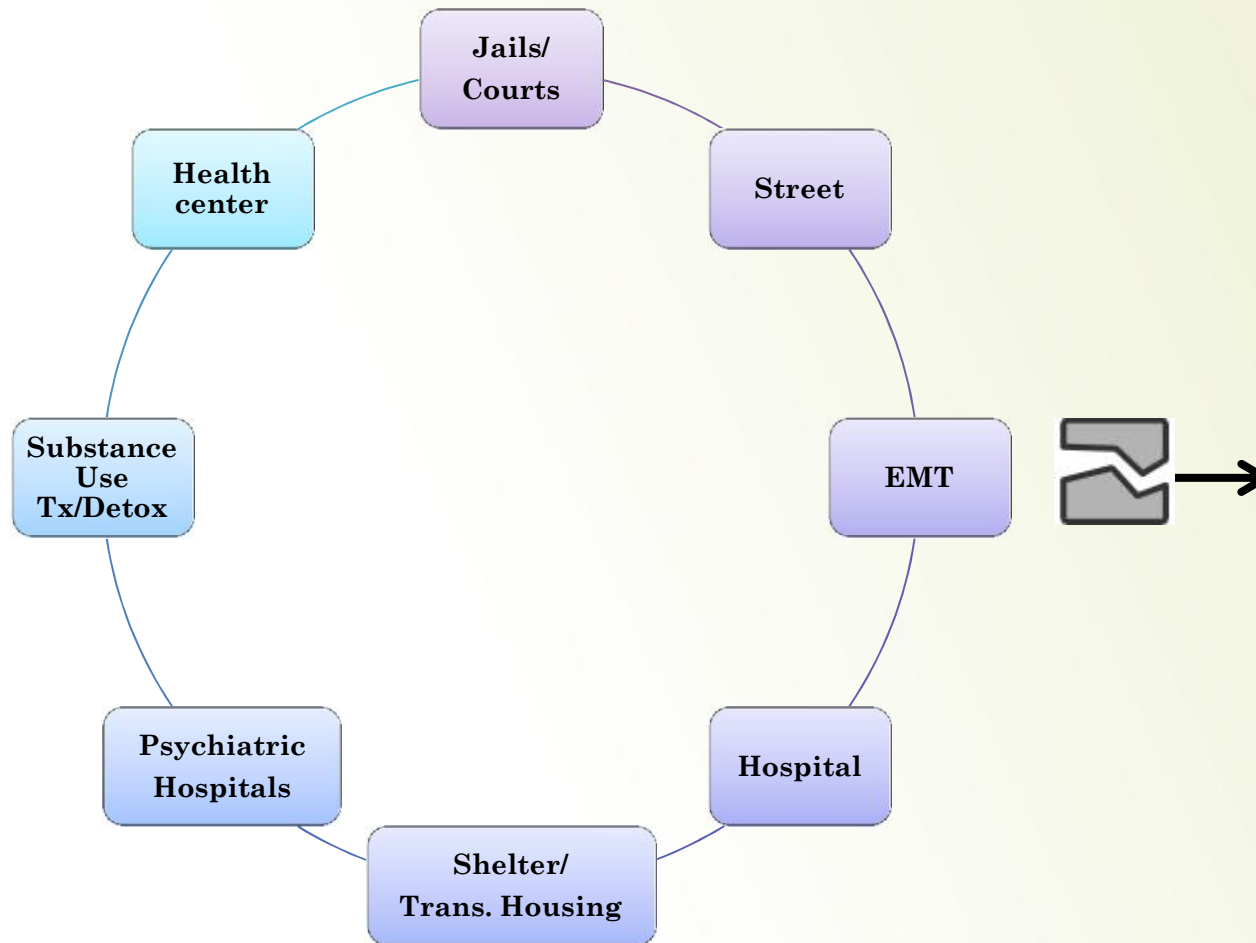 Jails/
Courts
Street
EMT
Hospital
Shelter/
Trans. Housing
Psychiatric
Hospitals
Substance
Use
Tx/Detox
Health
center